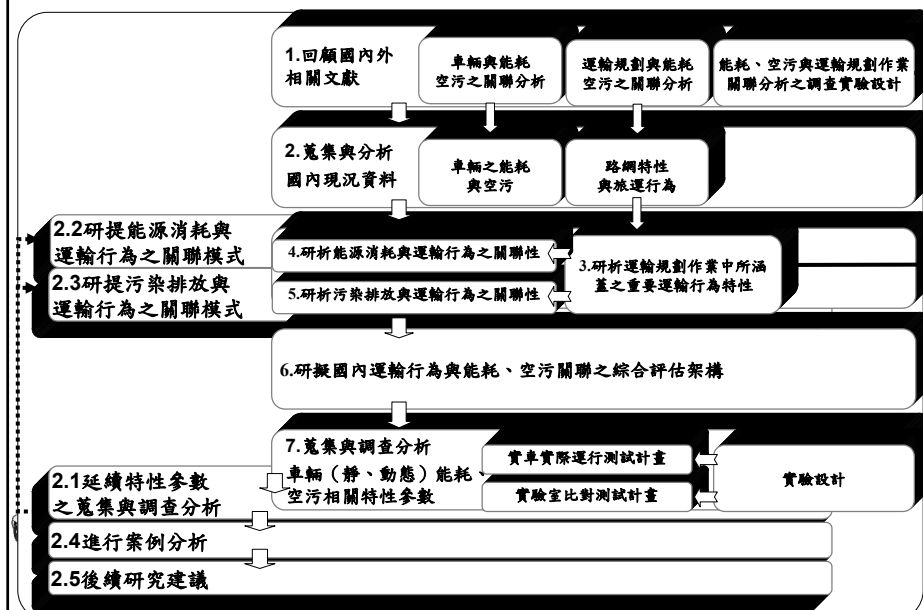 1.回顧國內外
相關文獻
車輛與能耗
空污之關聯分析
運輸規劃與能耗
空污之關聯分析
能耗、空污與運輸規劃作業
關聯分析之調查實驗設計
2.蒐集與分析
國內現況資料
車輛之能耗
與空污
路網特性
與旅運行為
2.2研提能源消耗與
運輸行為之關聯模式
2.3研提污染排放與
運輸行為之關聯模式
4.研析能源消耗與運輸行為之關聯性
5.研析污染排放與運輸行為之關聯性
3.研析運輸規劃作業中所涵
蓋之重要運輸行為特性
6.研擬國內運輸行為與能耗、空污關聯之綜合評估架構
7.蒐集與調查分析
車輛（靜、動態）能耗、
空污相關特性參數
實車實際運行測試計畫
實驗室比對測試計畫
實驗設計
2.1延續特性參數
之蒐集與調查分析
2.4進行案例分析
2.5後續研究建議